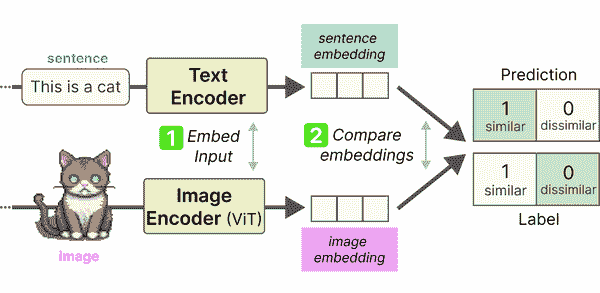 sentence
This is a cat
Text
Encoder
sentence
embedding
1 Embed
Input
2 Compare
embeddings
Prediction
1
similar
0
dissimilar
1
similar
0
dissimilar
Label
image
Image
Encoder (ViT)
image
embedding